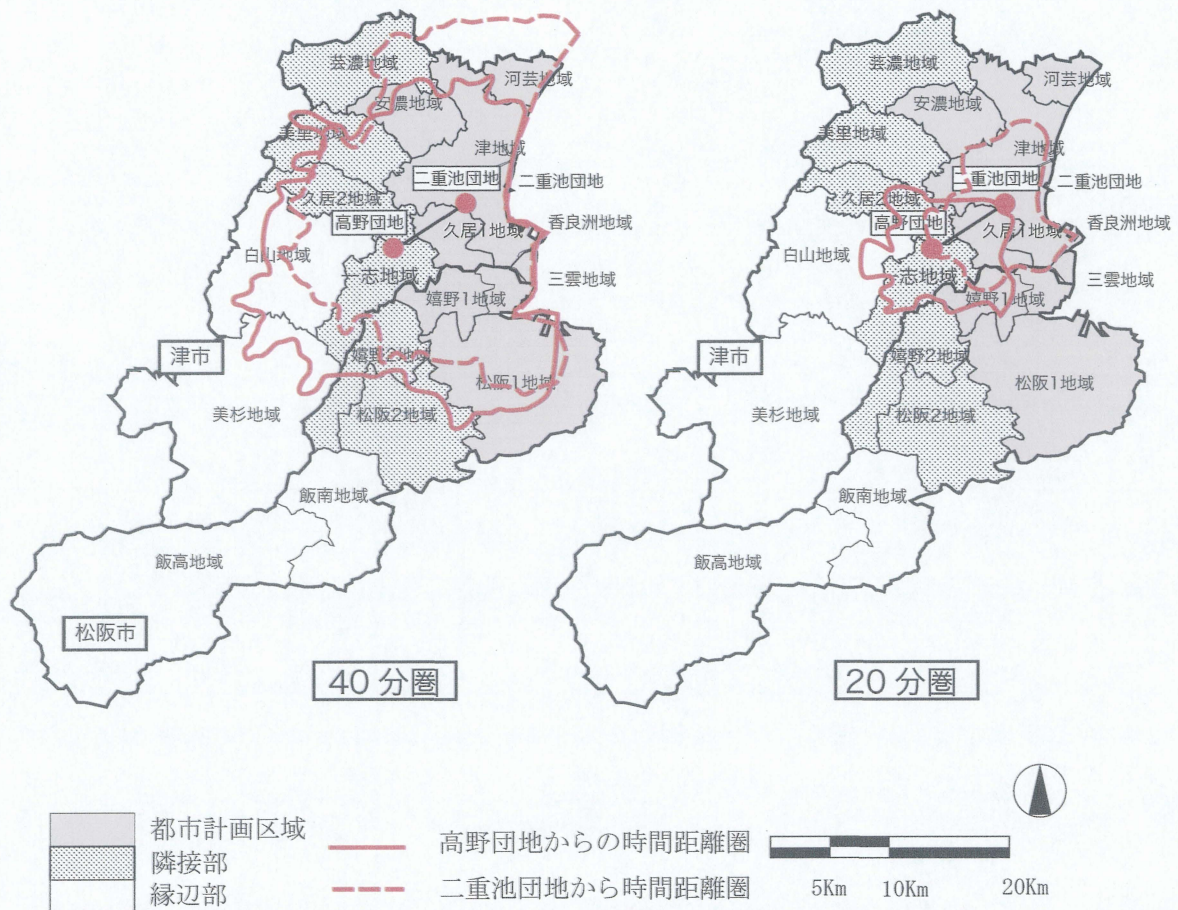 芸濃地域
河芸地域
安濃地域
美里地域
津地域
二重池団地
二重池団地
久居2地域
高野団地
香良洲地域
久居1地域
白山地域
一志地域
三雲地域
嬉野1地域
津市
嬉野2地域
松阪1地域
美杉地域
松阪2地域
飯南地域
飯高地域
松阪市
40 分圏
芸濃地域
河芸地域
安濃地域
美里地域
津地域
二重池団地
二重池団地
久居2地域
高野団地
香良洲地域
久居1地域
白山地域
一志地域
三雲地域
嬉野1地域
津市
嬉野2地域
松阪1地域
美杉地域
松阪2地域
飯南地域
飯高地域
20 分圏
都市計画区域
隣接部
縁辺部
高野団地からの時間距離圏
二重池団地から時間距離圏
5Km 10Km 20Km